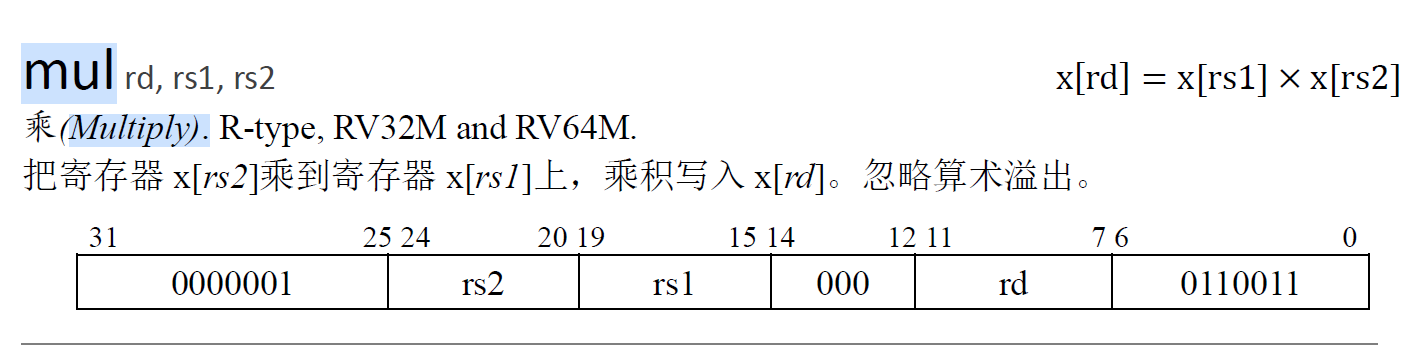 mul rd, rs1, rs2 x[rd] = x[rs1] × x[rs2]
乘(Multiply). R-type, RV32M and RV64M.
把寄存器 x[rs2]乘到寄存器 x[rs1]上，乘积写入 x[rd]。忽略算术溢出。
31 25 24 20 19 15 14 12 11 7 6 0
0000001 rs2 rs1 000 rd 0110011